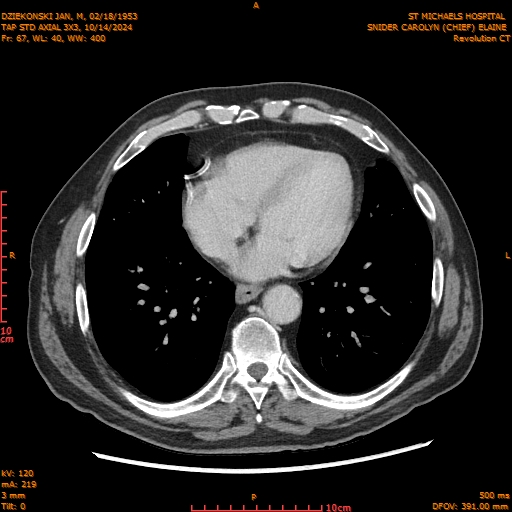 DZIEKONSKI JAN, M, 02/18/1953
TAP STD AXIAL 3X3, 10/14/2024
Fr: 67, WL: 40, WW: 400
A
ST MICHAELS HOSPITAL
SNIDER CAROLYN (CHIEF) ELAINE
Revolution CT
R
L
10
cm
kV: 120
mA: 219
3 mm
Tilt: 0
P
10cm
500 ms
DFOV: 391.00 mm